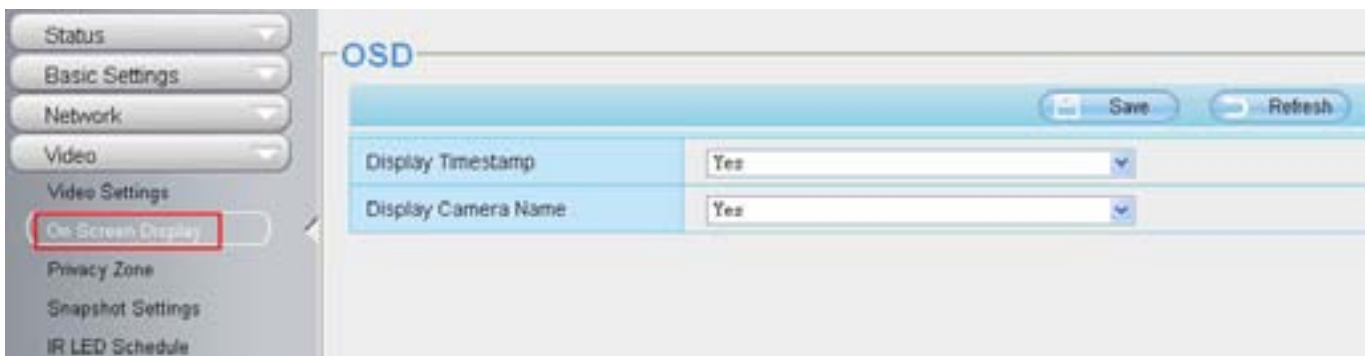 Status
Basic Settings
Network
Video
Video Settings
On Screen Display
Privacy Zone
Snapshot Settings
IR LED Schedule
OSD
Save Refresh
Display Timestamp Yes
Display Camera Name Yes